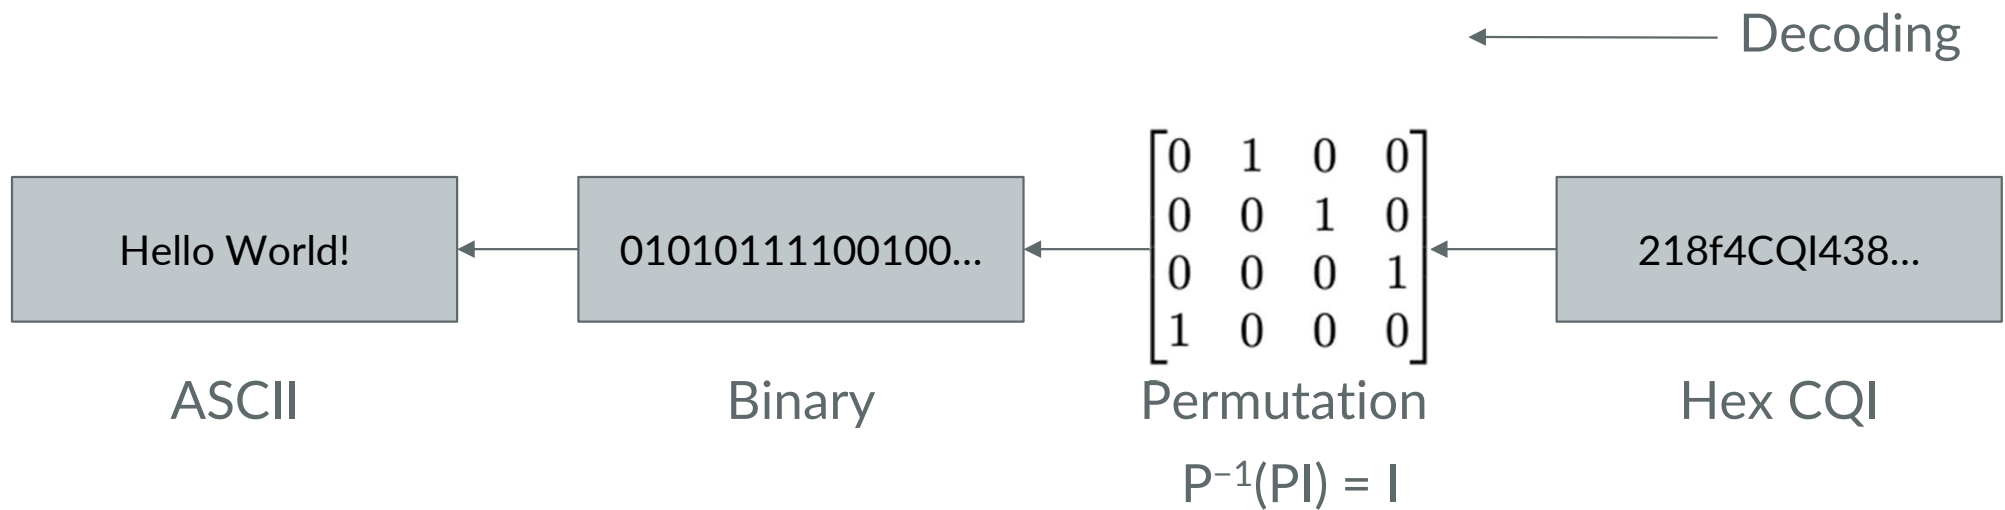 Decoding
Hello World!
01010111100100...
0 1 0 0
0 0 1 0
0 0 0 1
1 0 0 0
218f4CQI438...
ASCII
Binary
Permutation
Hex CQI
P⁻¹(PI) = I